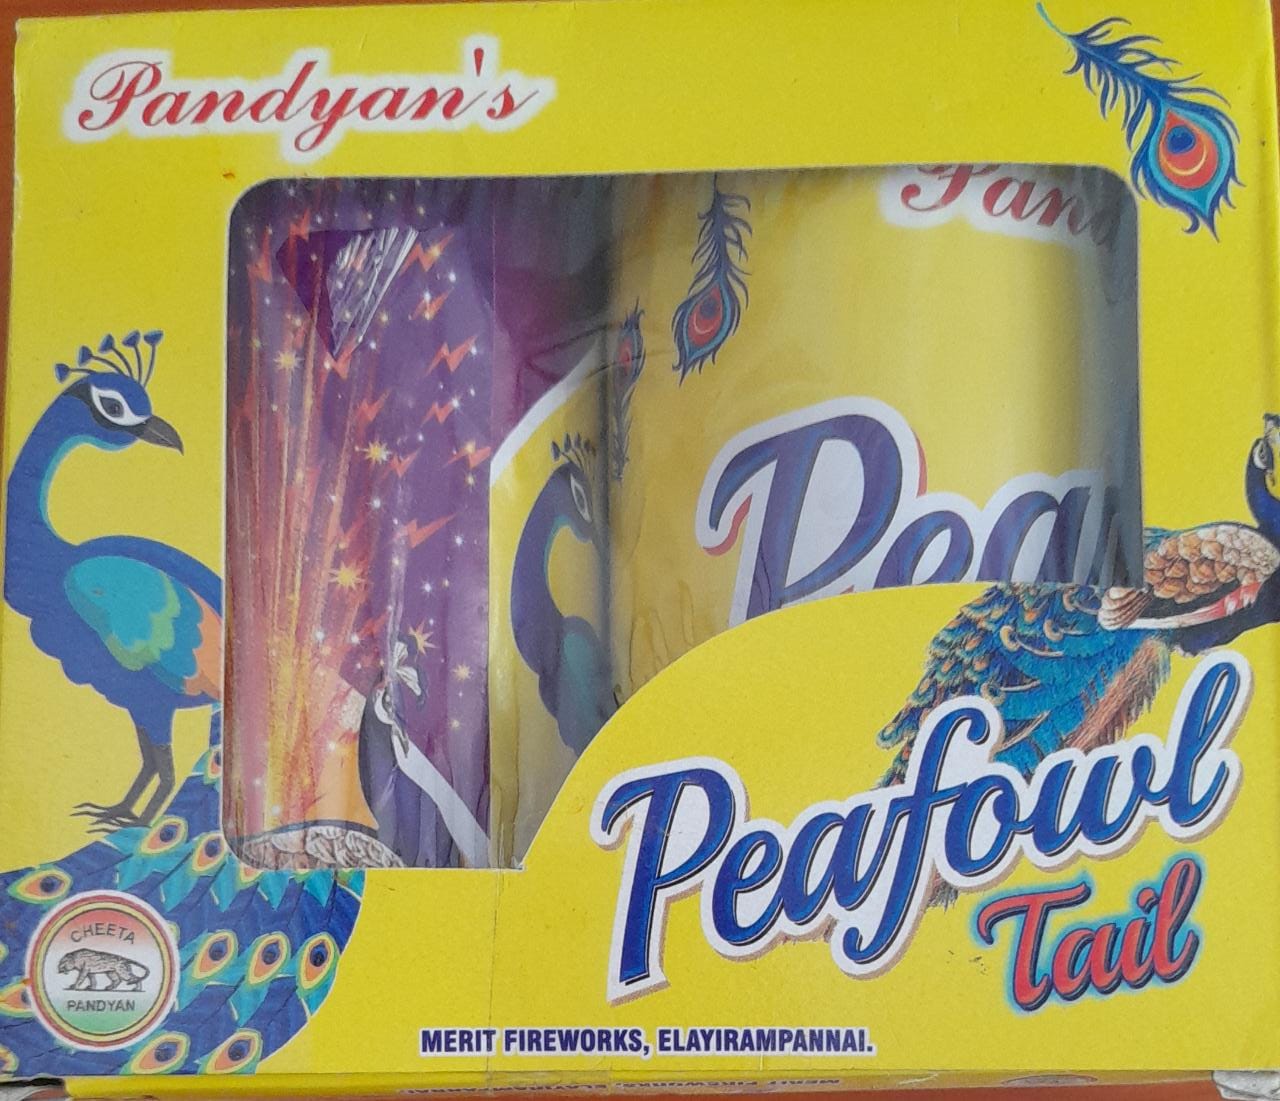 Pandyan's
Pan
Pea
Peafowl
Tail
CHEETA
PANDYAN
MERIT FIREWORKS, ELAYIRAMPANNAI.